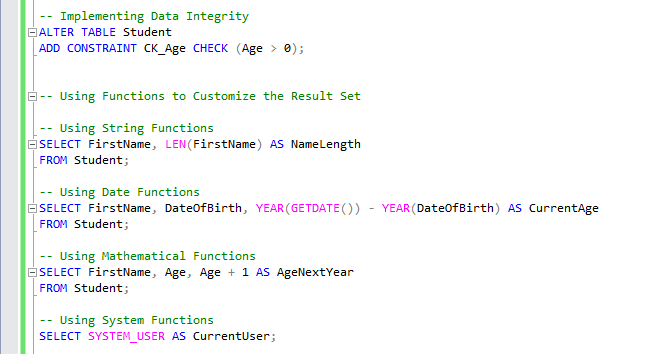 -- Implementing Data Integrity
ALTER TABLE Student
ADD CONSTRAINT CK_Age CHECK (Age > 0);
-- Using Functions to Customize the Result Set
-- Using String Functions
SELECT FirstName, LEN(FirstName) AS NameLength
FROM Student;
-- Using Date Functions
SELECT FirstName, DateOfBirth, YEAR(GETDATE()) - YEAR(DateOfBirth) AS CurrentAge
FROM Student;
-- Using Mathematical Functions
SELECT FirstName, Age, Age + 1 AS AgeNextYear
FROM Student;
-- Using System Functions
SELECT SYSTEM_USER AS CurrentUser;